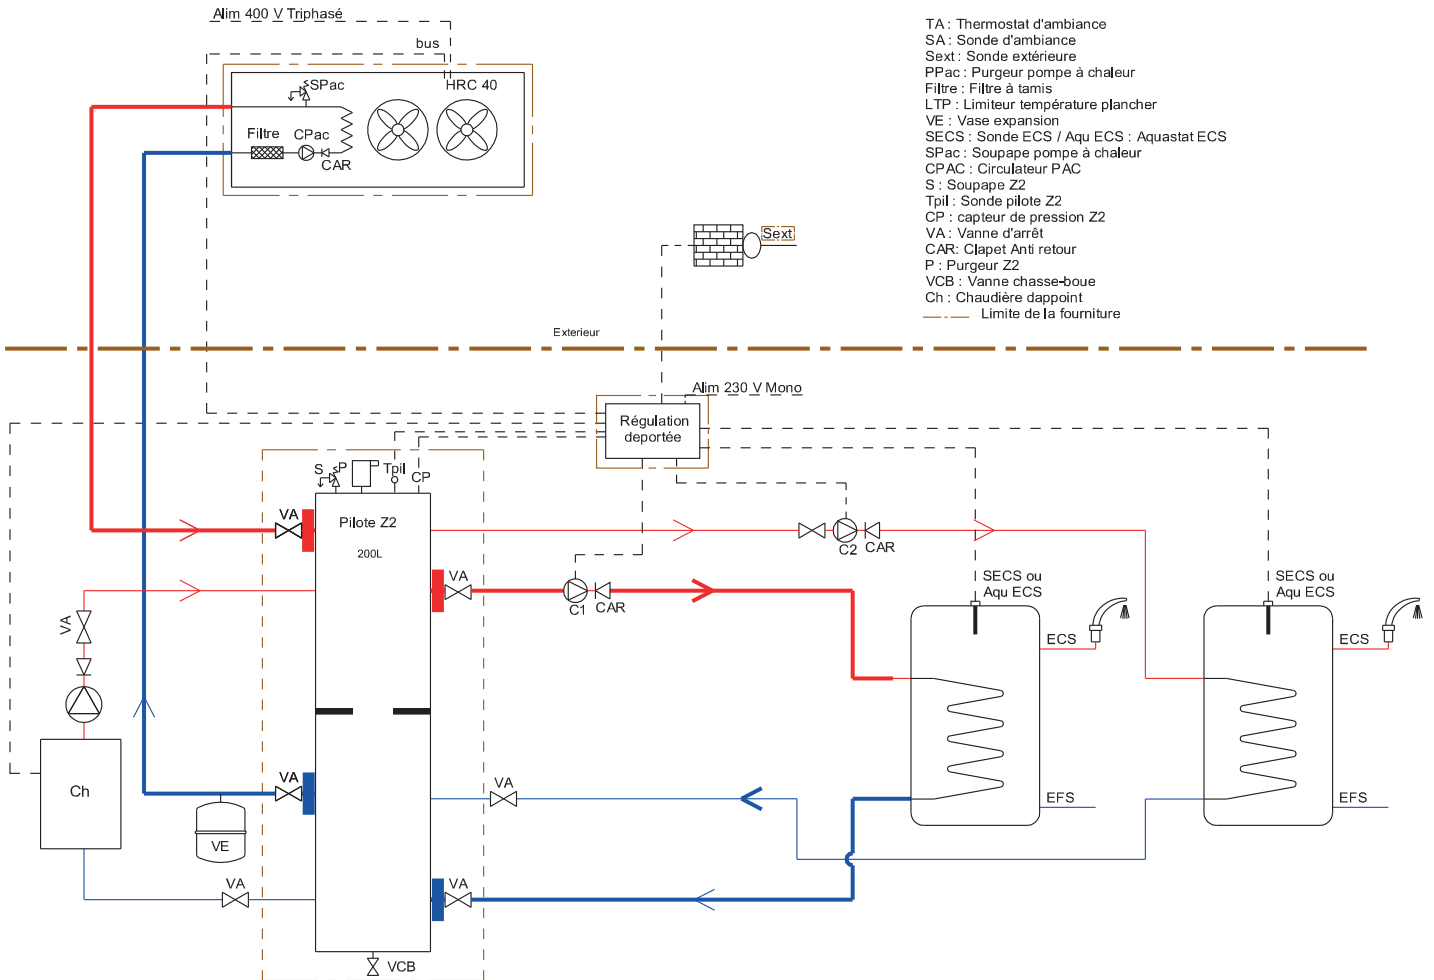 Alim 400 V Triphasé
bus
SPac
HRC 40
Filtre
CPac
CAR
TA : Thermostat d'ambiance
SA : Sonde d'ambiance
Sext : Sonde extérieure
PPac : Purgeur pompe à chaleur
Filtre : Filtre à tamis
LTP : Limiteur température plancher
VE : Vase expansion
SECS : Sonde ECS / Aqu ECS : Aquastat ECS
SPac : Soupape pompe à chaleur
CPAC : Circulateur PAC
S : Soupape Z2
Tpil : Sonde pilote Z2
CP : capteur de pression Z2
VA : Vanne d'arrêt
CAR: Clapet Anti retour
P : Purgeur Z2
VCB : Vanne chasse-boue
Ch : Chaudière dappoint
Limite de la fourniture
Sext
Exterieur
Alim 230 V Mono
Régulation
deportée
S
P
Tpil
CP
VA
Pilote Z2
200L
C2
CAR
VA
C1
CAR
SECS ou
Aqu ECS
SECS ou
Aqu ECS
VA
ECS
ECS
Ch
VA
VE
VA
EFS
EFS
VA
VA
VCB